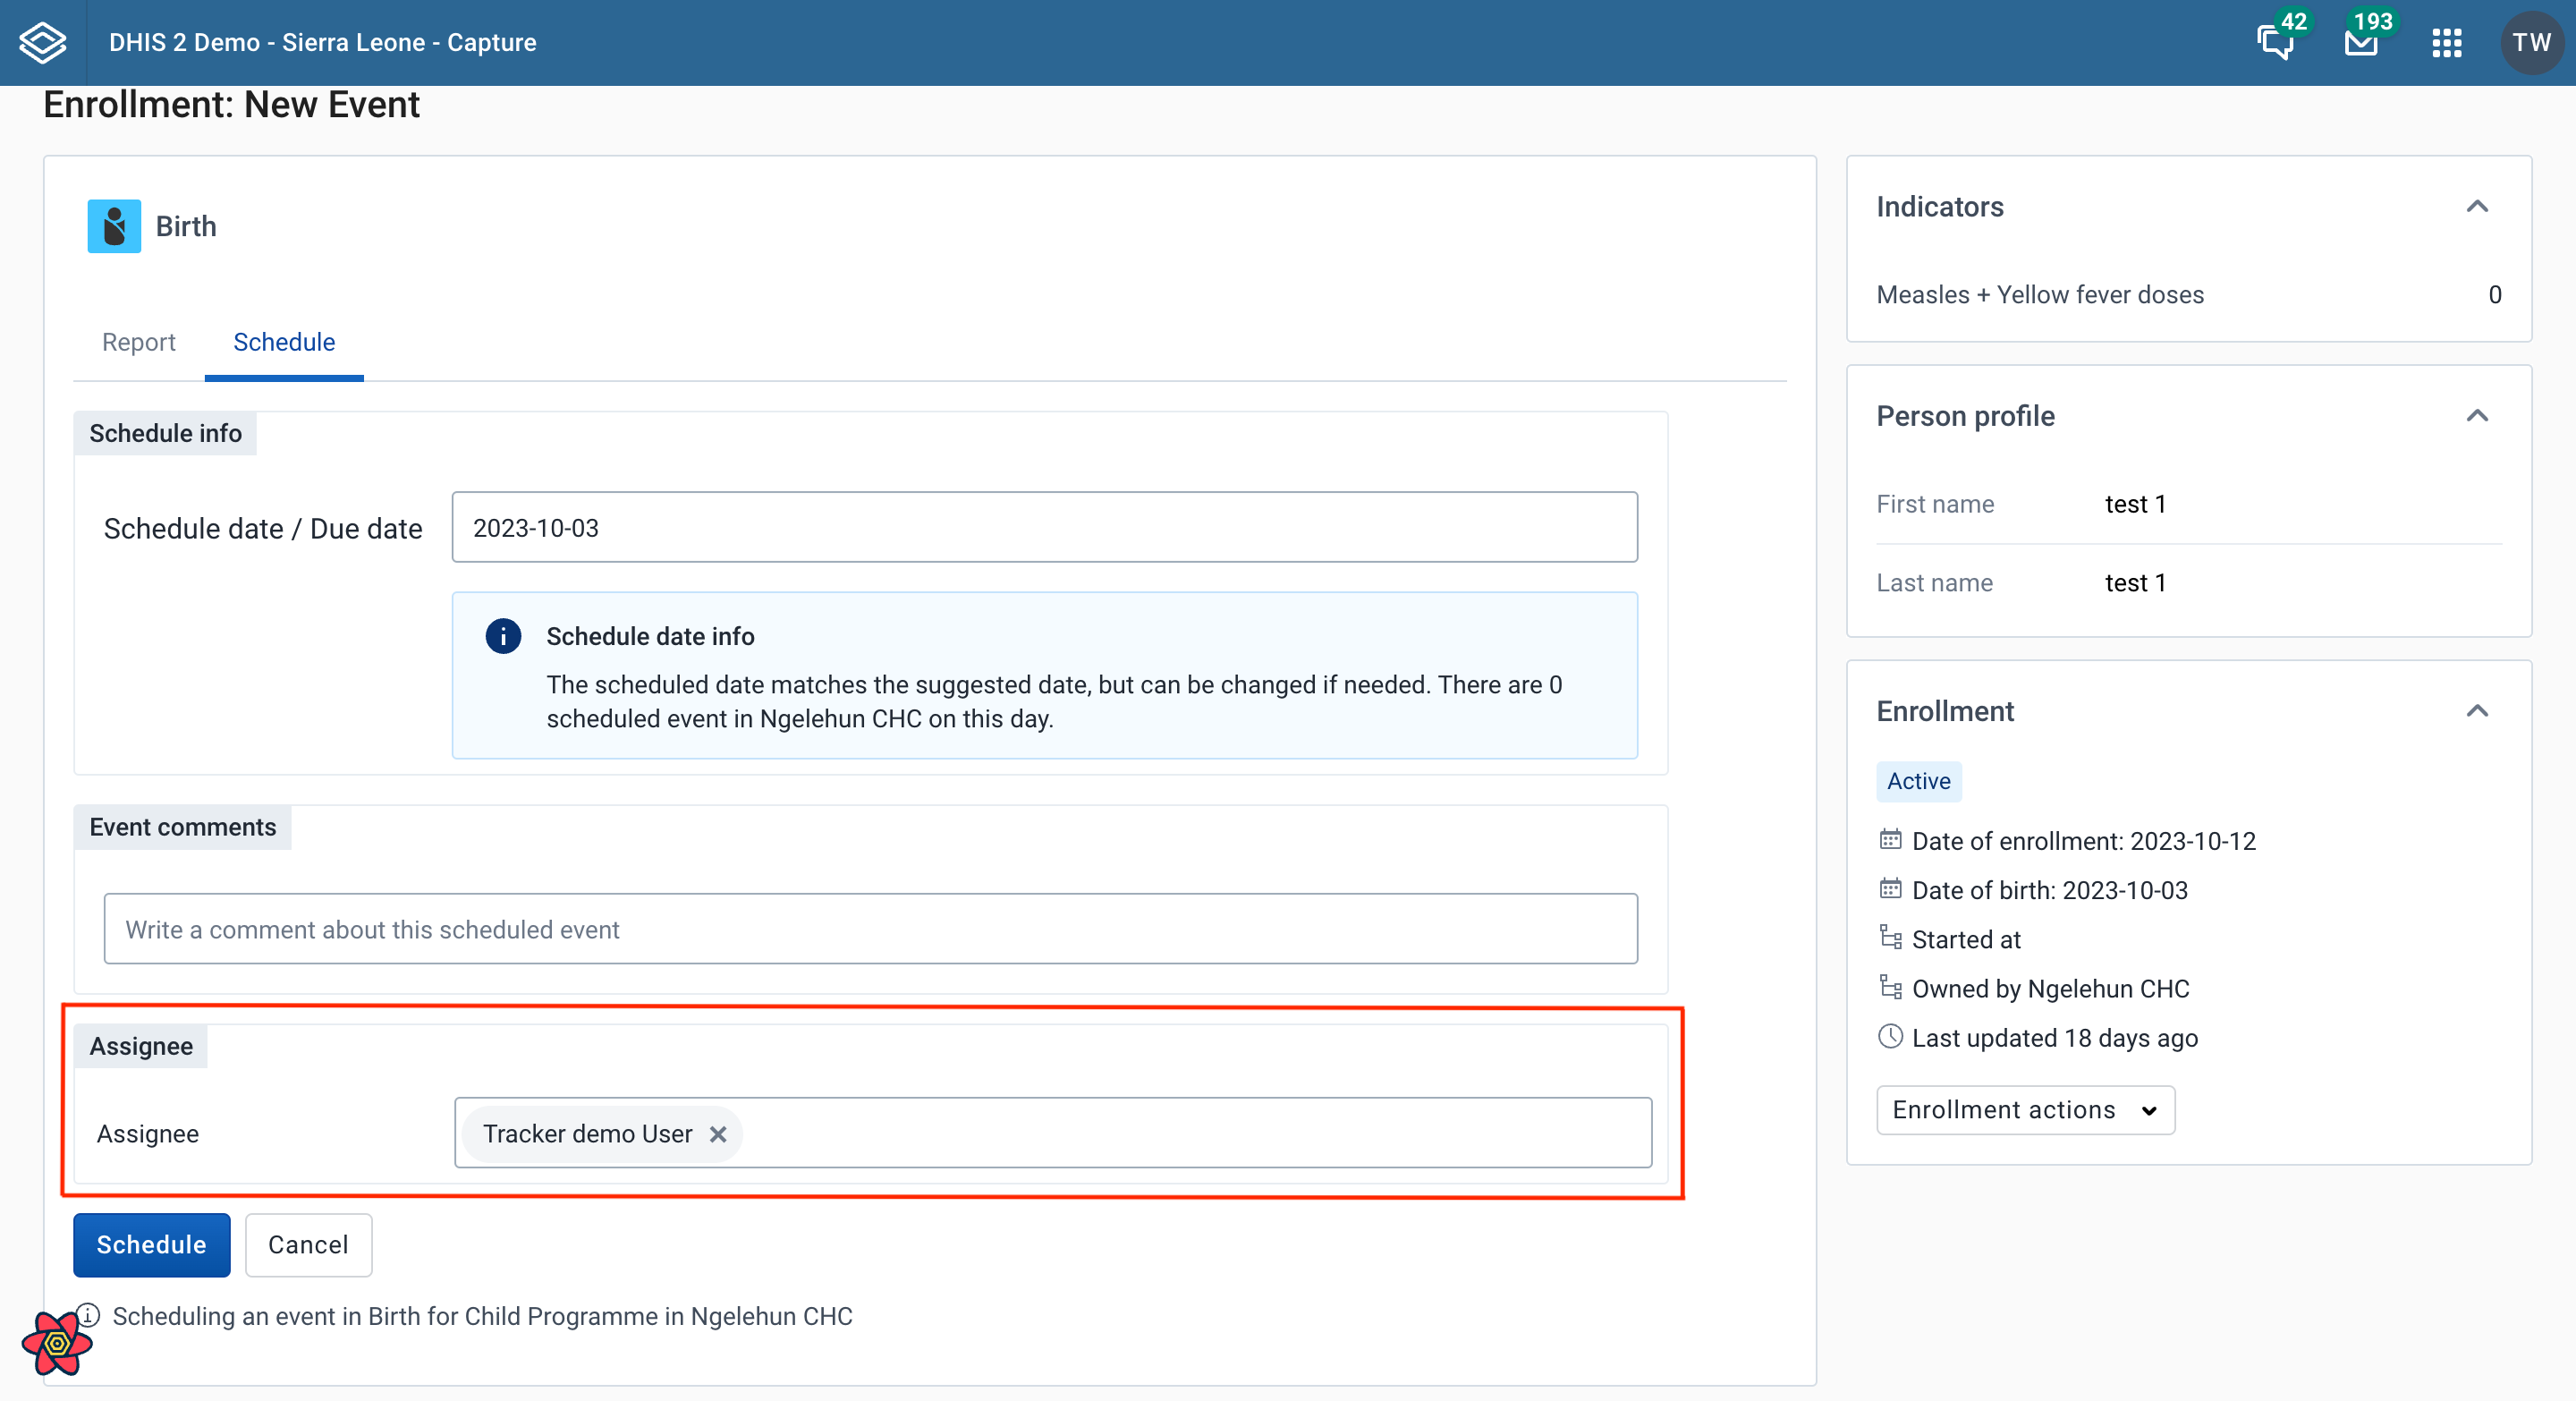 DHIS 2 Demo - Sierra Leone - Capture
42
193
TW
Enrollment: New Event
Birth
Report
Schedule
Schedule info
Schedule date / Due date
2023-10-03
Schedule date info
The scheduled date matches the suggested date, but can be changed if needed. There are 0
scheduled event in Ngelehun CHC on this day.
Event comments
Write a comment about this scheduled event
Assignee
Assignee
Tracker demo User
Schedule
Cancel
Scheduling an event in Birth for Child Programme in Ngelehun CHC
Indicators
Measles + Yellow fever doses
0
Person profile
First name
test 1
Last name
test 1
Enrollment
Active
Date of enrollment: 2023-10-12
Date of birth: 2023-10-03
Started at
Owned by Ngelehun CHC
Last updated 18 days ago
Enrollment actions